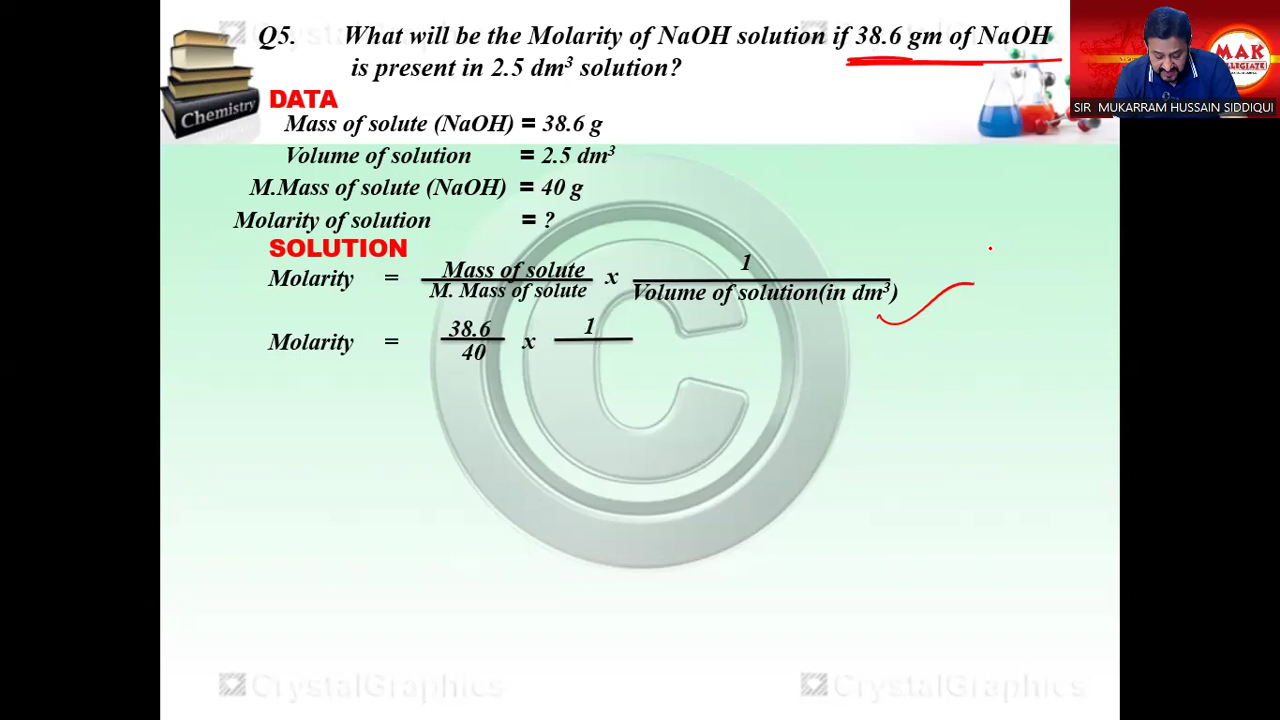 Q5. What will be the Molarity of NaOH solution if 38.6 gm of NaOH
is present in 2.5 dm³ solution?
DATA
Mass of solute (NaOH) = 38.6 g
Volume of solution = 2.5 dm³
M.Mass of solute (NaOH) = 40 g
Molarity of solution = ?
SOLUTION
Molarity = Mass of solute / M. Mass of solute x 1 / Volume of solution(in dm³)
Molarity = 38.6 / 40 x 1
Chemistry
MAK
SIR MUKARRAM HUSSAIN SIDDIQUI
CrystalGraphics
CrystalGraphics